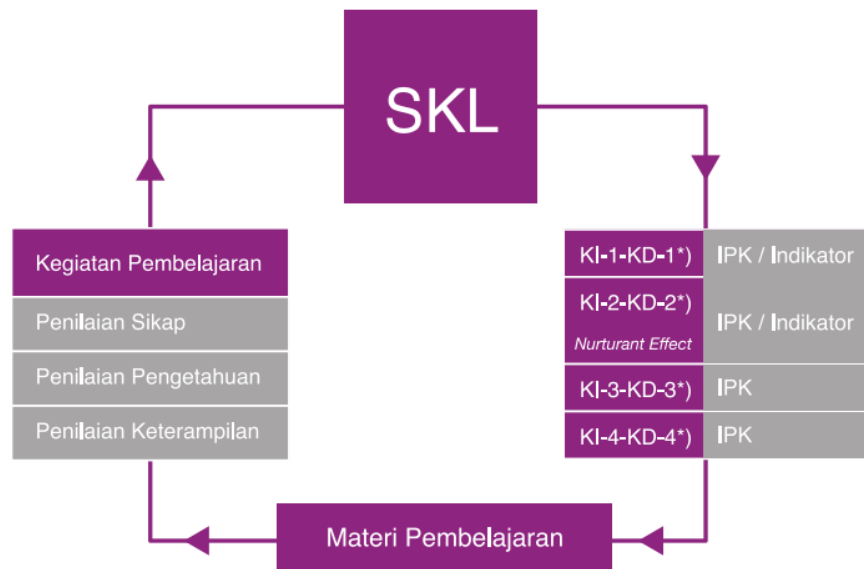 SKL
Kegiatan Pembelajaran
Penilaian Sikap
Penilaian Pengetahuan
Penilaian Keterampilan
KI-1-KD-1*)
IPK / Indikator
KI-2-KD-2*)
Nurturant Effect
IPK / Indikator
KI-3-KD-3*)
IPK
KI-4-KD-4*)
IPK
Materi Pembelajaran